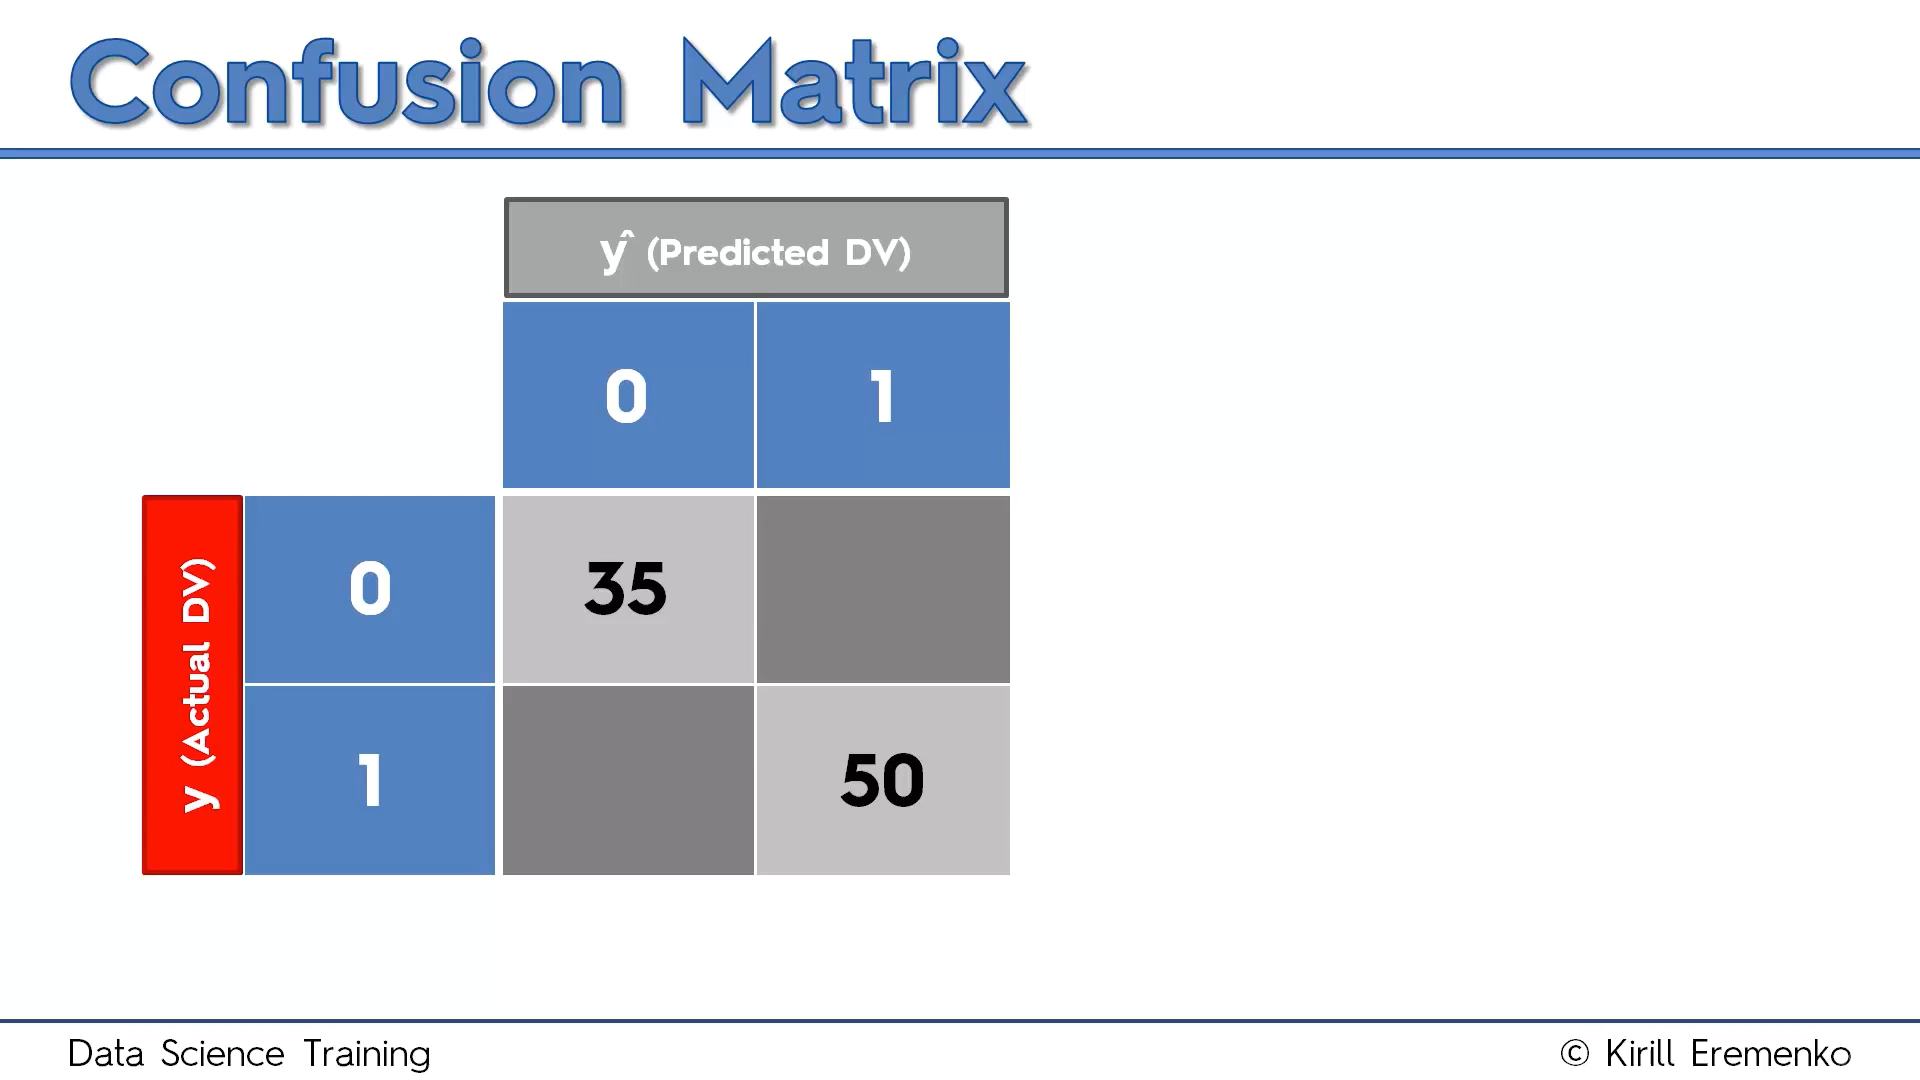 Confusion Matrix
y^ (Predicted DV)
0 1
y (Actual DV)
0 35
1 50
Data Science Training
© Kirill Eremenko